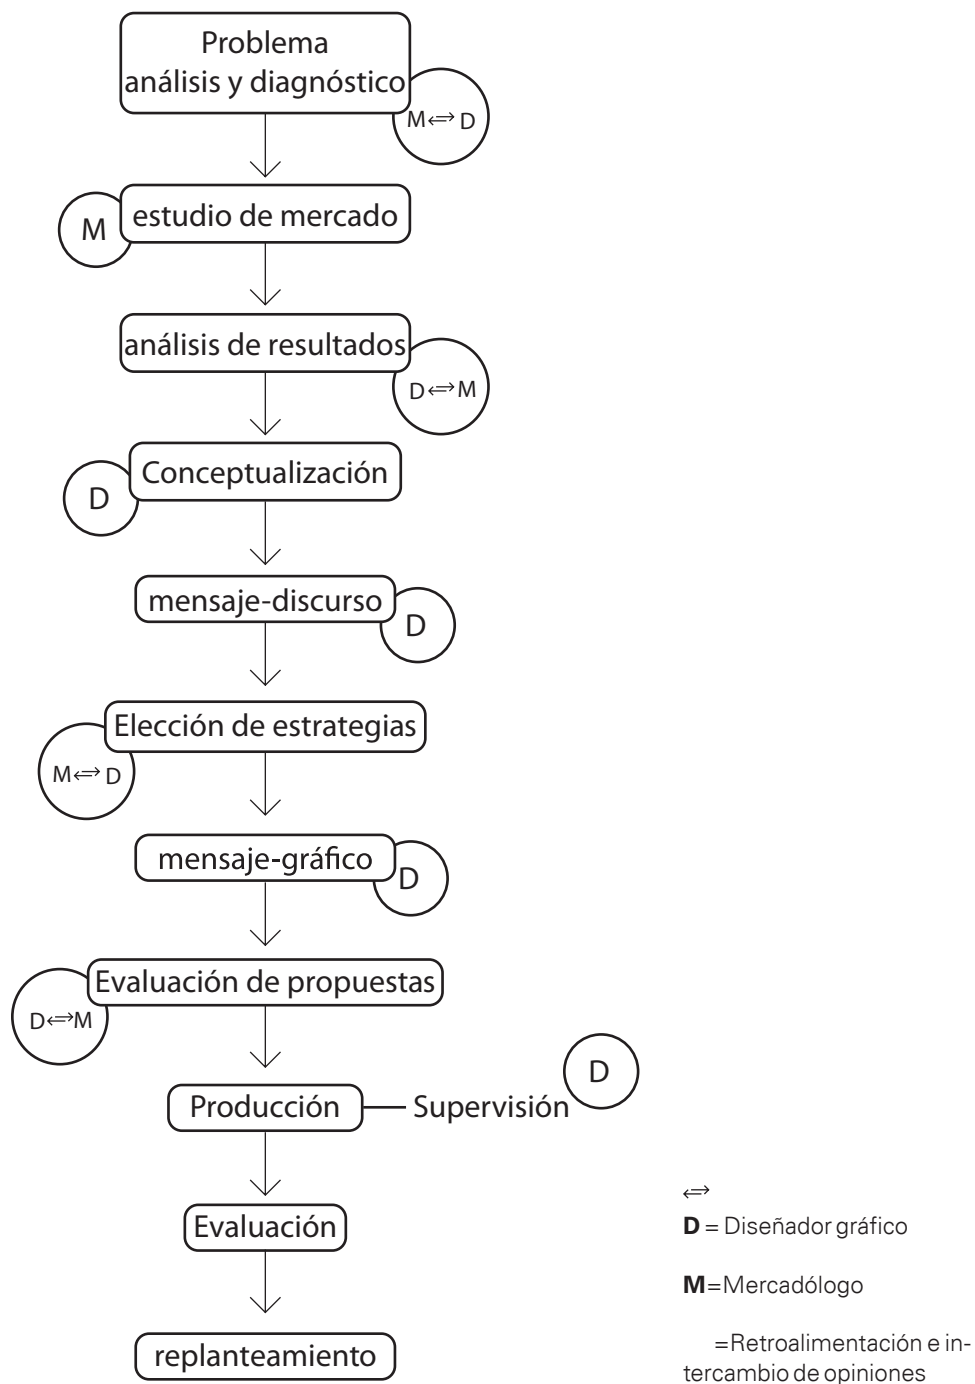 Problema
análisis y diagnóstico
M⇐⇒ D
estudio de mercado
M
análisis de resultados
D⇐⇒M
Conceptualización
D
mensaje-discurso
D
Elección de estrategias
M⇐⇒ D
mensaje-gráfico
D
Evaluación de propuestas
D⇐⇒M
Producción
Supervisión
D
Evaluación
replanteamiento
⇐⇒
D = Diseñador gráfico
M=Mercadólogo
=Retroalimentación e in-
tercambio de opiniones